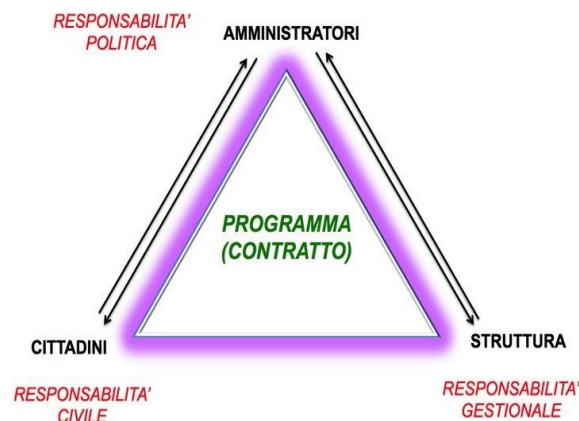 RESPONSABILITA'
POLITICA
AMMINISTRATORI
PROGRAMMA
(CONTRATTO)
CITTADINI
STRUTTURA
RESPONSABILITA'
CIVILE
RESPONSABILITA'
GESTIONALE